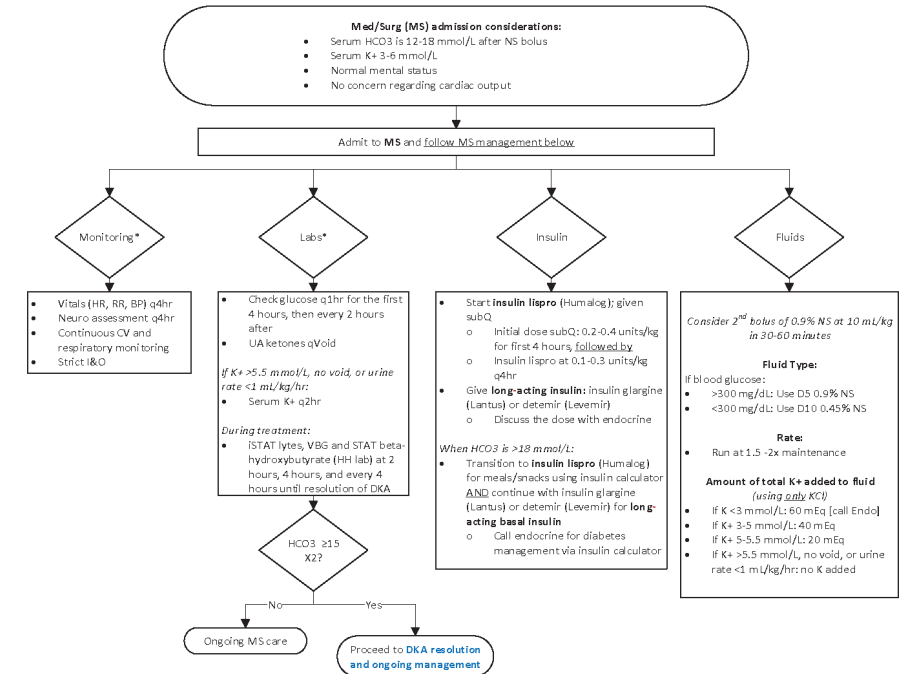 Med/Surg (MS) admission considerations:
• Serum HCO3 is 12-18 mmol/L after NS bolus
• Serum K+ 3-6 mmol/L
• Normal mental status
• No concern regarding cardiac output
Admit to MS and follow MS management below
Monitoring*
Labs*
Insulin
Fluids
• Vitals (HR, RR, BP) q4hr
• Neuro assessment q4hr
• Continuous CV and
respiratory monitoring
• Strict I&O
• Check glucose q1hr for the first
4 hours, then every 2 hours
after
• UA ketones qVoid
If K+ >5.5 mmol/L, no void, or urine
rate <1 mL/kg/hr:
• Serum K+ q2hr
During treatment:
• iSTAT lytes, VBG and STAT beta-
hydroxybutyrate (HH lab) at 2
hours, 4 hours, and every 4
hours until resolution of DKA
• Start insulin lispro (Humalog); given
subQ
o Initial dose subQ: 0.2-0.4 units/kg
for first 4 hours, followed by
o Insulin lispro at 0.1-0.3 units/kg
q4hr
• Give long-acting insulin: insulin glargine
(Lantus) or detemir (Levemir)
o Discuss the dose with endocrine
When HCO3 is >18 mmol/L:
• Transition to insulin lispro (Humalog)
for meals/snacks using insulin calculator
AND continue with insulin glargine
(Lantus) or detemir (Levemir) for long-
acting basal insulin
o Call endocrine for diabetes
management via insulin calculator
Consider 2nd bolus of 0.9% NS at 10 mL/kg
in 30-60 minutes
Fluid Type:
If blood glucose:
• >300 mg/dL: Use D5 0.9% NS
• <300 mg/dL: Use D10 0.45% NS
Rate:
• Run at 1.5 -2x maintenance
Amount of total K+ added to fluid
(using only KCl)
• If K <3 mmol/L: 60 mEq [call Endo]
• If K+ 3-5 mmol/L: 40 mEq
• If K+ 5-5.5 mmol/L: 20 mEq
• If K+ >5.5 mmol/L, no void, or urine
rate <1 mL/kg/hr: no K added
HCO3 ≥15
X2?
No
Yes
Ongoing MS care
Proceed to DKA resolution
and ongoing management